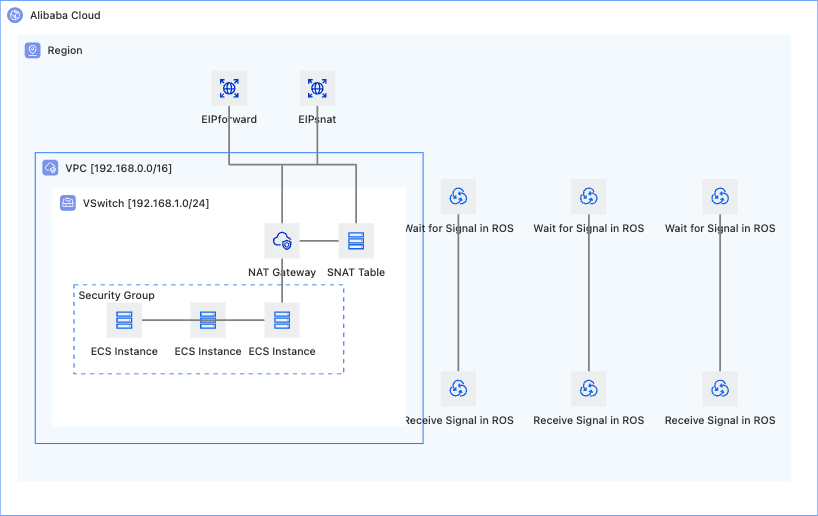 Alibaba Cloud
Region
EIPforward
EIPsnat
VPC [192.168.0.0/16]
VSwitch [192.168.1.0/24]
Wait for Signal in ROS
Wait for Signal in ROS
Wait for Signal in ROS
NAT Gateway
SNAT Table
Security Group
ECS Instance
ECS Instance
ECS Instance
Receive Signal in ROS
Receive Signal in ROS
Receive Signal in ROS